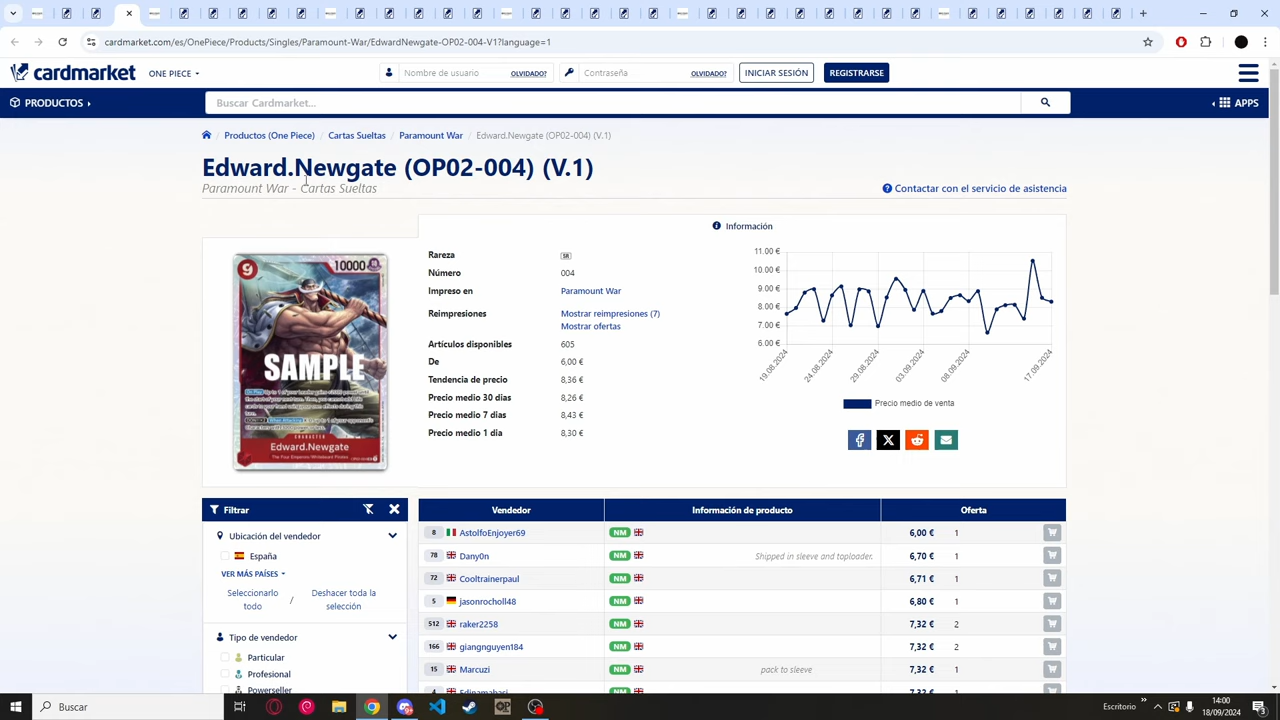 cardmarket.com/es/OnePiece/Products/Singles/Paramount-War/EdwardNewgate-OP02-004-V1?language=1
cardmarket
ONE PIECE
Nombre de usuario
OLVIDADO?
Contraseña
OLVIDADO?
INICIAR SESIÓN
REGISTRARSE
PRODUCTOS
Buscar Cardmarket...
APPS
Productos (One Piece) / Cartas Sueltas / Paramount War / Edward.Newgate (OP02-004) (V.1)
Edward.Newgate (OP02-004) (V.1)
Paramount War - Cartas Sueltas
Contactar con el servicio de asistencia
Información
9
10000
SAMPLE
CHARACTER
Edward.Newgate
The Four Emperors/Whitebeard Pirates
Rareza SR
Número 004
Impreso en Paramount War
Reimpresiones Mostrar reimpresiones (7)
Mostrar ofertas
Artículos disponibles 605
De 6,00 €
Tendencia de precio 8,36 €
Precio medio 30 días 8,26 €
Precio medio 7 días 8,43 €
Precio medio 1 día 8,30 €
11.00 €
10.00 €
9.00 €
8.00 €
7.00 €
6.00 €
24.08.2024
29.08.2024
03.09.2024
08.09.2024
17.09.2024
Precio medio de venta
Filtrar
Ubicación del vendedor
España
VER MÁS PAÍSES
Seleccionarlo todo / Deshacer toda la selección
Tipo de vendedor
Particular
Profesional
Powerseller
Vendedor Información de producto Oferta
8 AstolfoEnjoyer69 NM 6,00 € 1
78 Dany0n NM Shipped in sleeve and toploader. 6,70 € 1
72 Cooltrainerpaul NM 6,71 € 1
5 jasonrocholl48 NM 6,80 € 1
512 raker2258 NM 7,32 € 2
166 giangnguyen184 NM 7,32 € 2
15 Marcuzi NM pack to sleeve 7,32 € 1
Buscar
Escritorio
14:00
18/09/2024
3